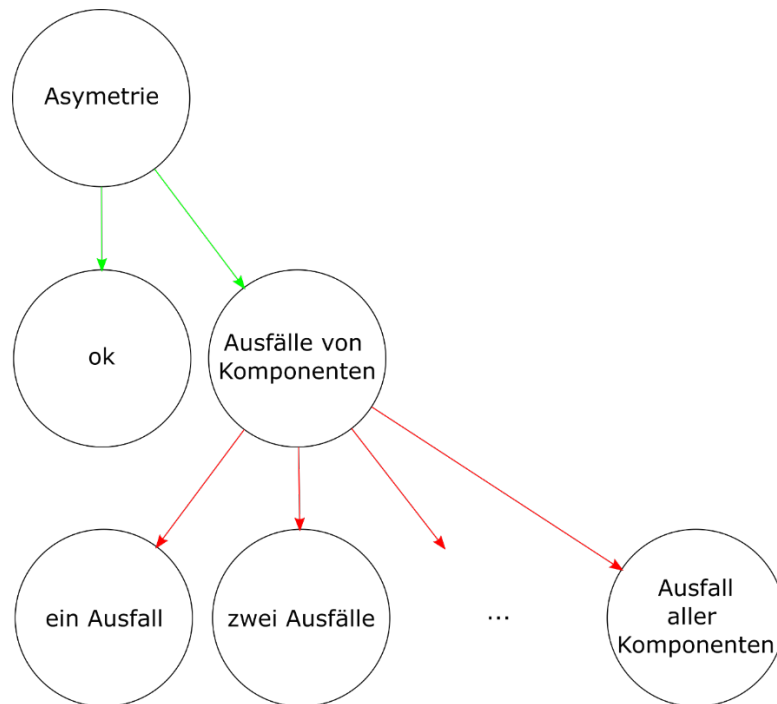 Asymetrie
ok
Ausfälle von
Komponenten
ein Ausfall
zwei Ausfälle
...
Ausfall
aller
Komponenten